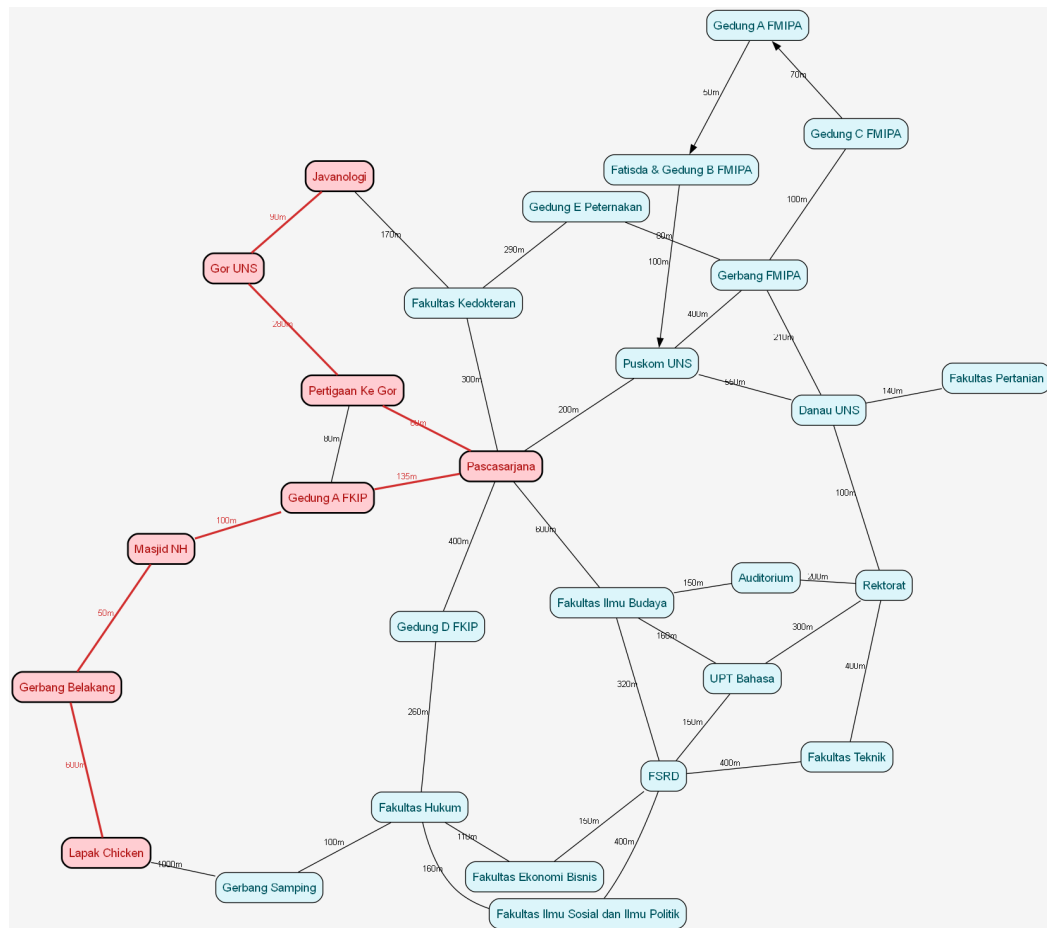 Gedung A FMIPA
70m
50m
Gedung C FMIPA
Javanologi
Fatisda & Gedung B FMIPA
100m
Gedung E Peternakan
90m
170m
80m
290m
100m
Gor UNS
Gerbang FMIPA
Fakultas Kedokteran
280m
400m
210m
Puskom UNS
300m
Fakultas Pertanian
Pertigaan Ke Gor
140m
200m
Danau UNS
80m
Pascasarjana
135m
Gedung A FKIP
100m
100m
600m
400m
Masjid NH
Auditorium
200m
150m
Rektorat
Fakultas Ilmu Budaya
50m
Gedung D FKIP
300m
160m
400m
UPT Bahasa
Gerbang Belakang
320m
260m
150m
Fakultas Teknik
400m
600m
FSRD
Fakultas Hukum
150m
110m
100m
400m
Lapak Chicken
1000m
160m
Fakultas Ekonomi Bisnis
Gerbang Samping
Fakultas Ilmu Sosial dan Ilmu Politik